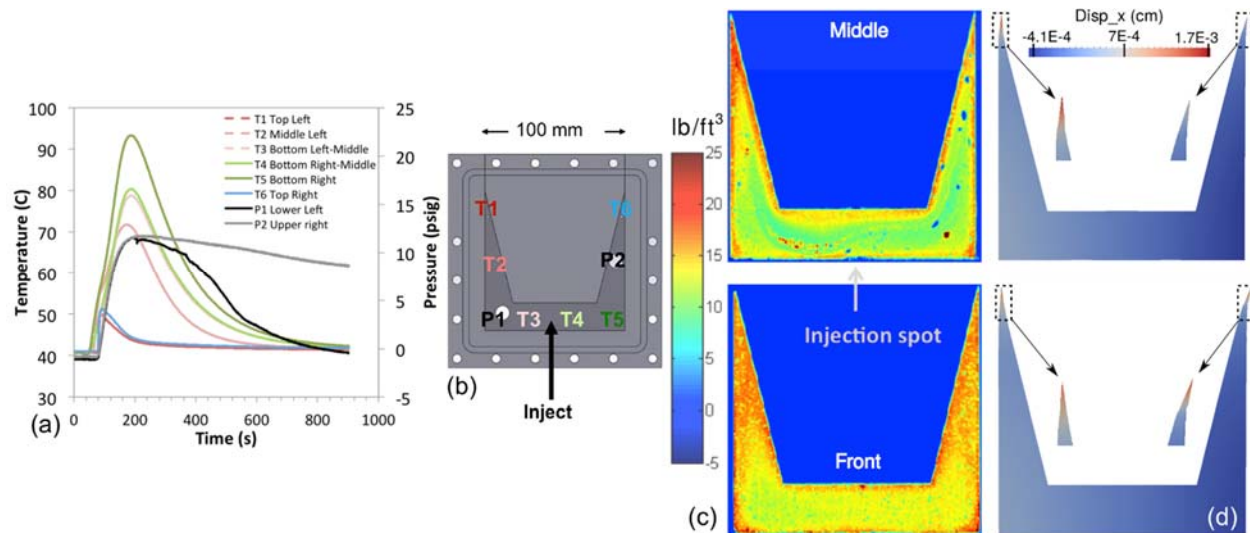 100
90
80
70
60
50
40
30
Temperature (C)
0 200 400 600 800 1000
Time (s)
25
20
15
10
5
0
-5
Pressure (psig)
T1 Top Left
T2 Middle Left
T3 Bottom Left-Middle
T4 Bottom Right-Middle
T5 Bottom Right
T6 Top Right
P1 Lower Left
P2 Upper right
(a)
100 mm
T1
T6
T2
P2
P1 T3 T4 T5
(b)
Inject
lb/ft³
25
20
15
10
5
0
-5
Middle
Injection spot
Front
(c)
Disp_x (cm)
-4.1E-4 7E-4 1.7E-3
(d)